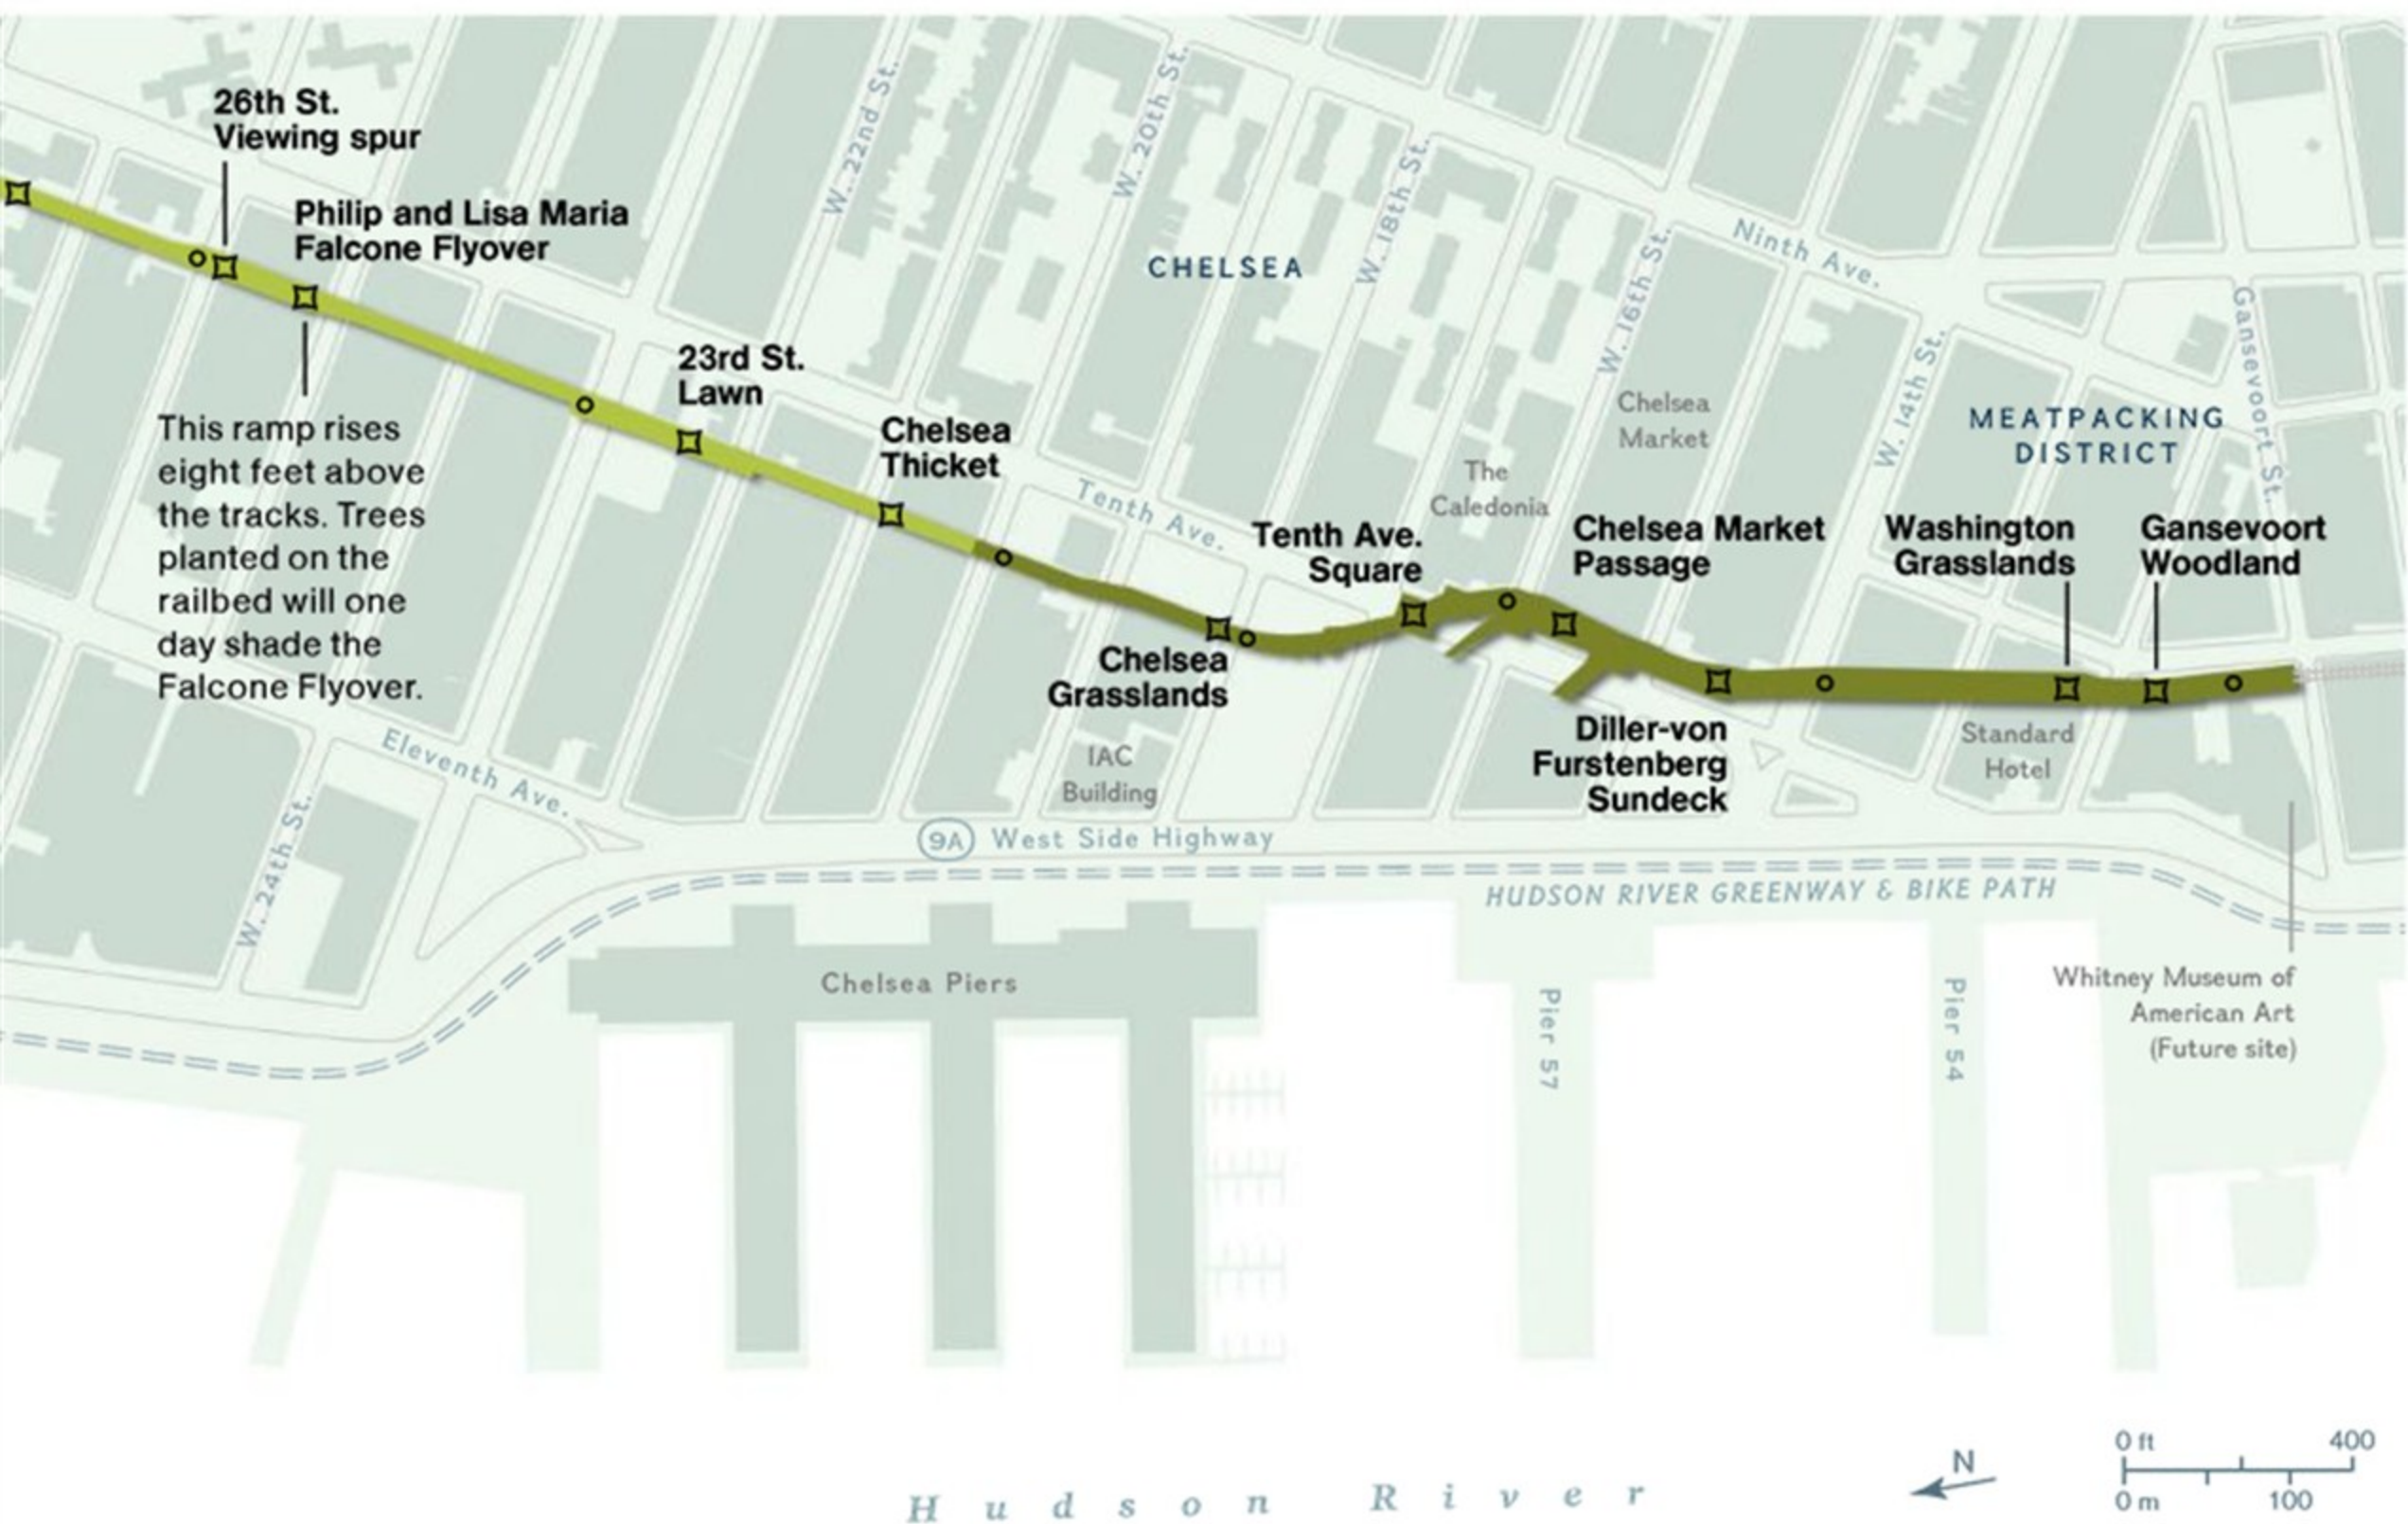 26th St.
Viewing spur
Philip and Lisa Maria
Falcone Flyover
This ramp rises
eight feet above
the tracks. Trees
planted on the
railbed will one
day shade the
Falcone Flyover.
23rd St.
Lawn
Chelsea
Thicket
W. 22nd St.
W. 20th St.
W. 18th St.
W. 16th St.
CHELSEA
Ninth Ave.
Chelsea
Market
The
Caledonia
W. 14th St.
MEATPACKING
DISTRICT
Gansevoort St.
Tenth Ave.
Tenth Ave.
Square
Chelsea Market
Passage
Washington
Grasslands
Gansevoort
Woodland
Chelsea
Grasslands
IAC
Building
Diller-von
Furstenberg
Sundeck
Standard
Hotel
Eleventh Ave.
W. 24th St.
9A West Side Highway
HUDSON RIVER GREENWAY & BIKE PATH
Chelsea Piers
Pier 57
Pier 54
Whitney Museum of
American Art
(Future site)
Hudson River
N
0 ft 400
0 m 100